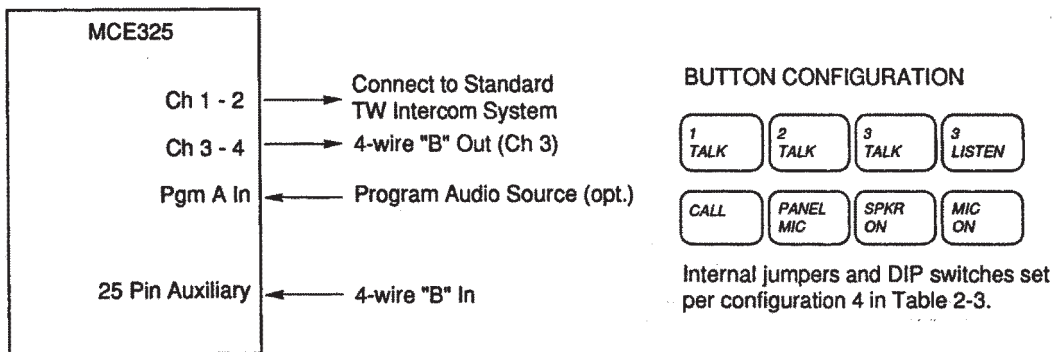 MCE325
Ch 1 - 2
Connect to Standard
TW Intercom System
Ch 3 - 4
4-wire "B" Out (Ch 3)
Pgm A In
Program Audio Source (opt.)
25 Pin Auxiliary
4-wire "B" In
BUTTON CONFIGURATION
1
TALK
2
TALK
3
TALK
3
LISTEN
CALL
PANEL
MIC
SPKR
ON
MIC
ON
Internal jumpers and DIP switches set
per configuration 4 in Table 2-3.